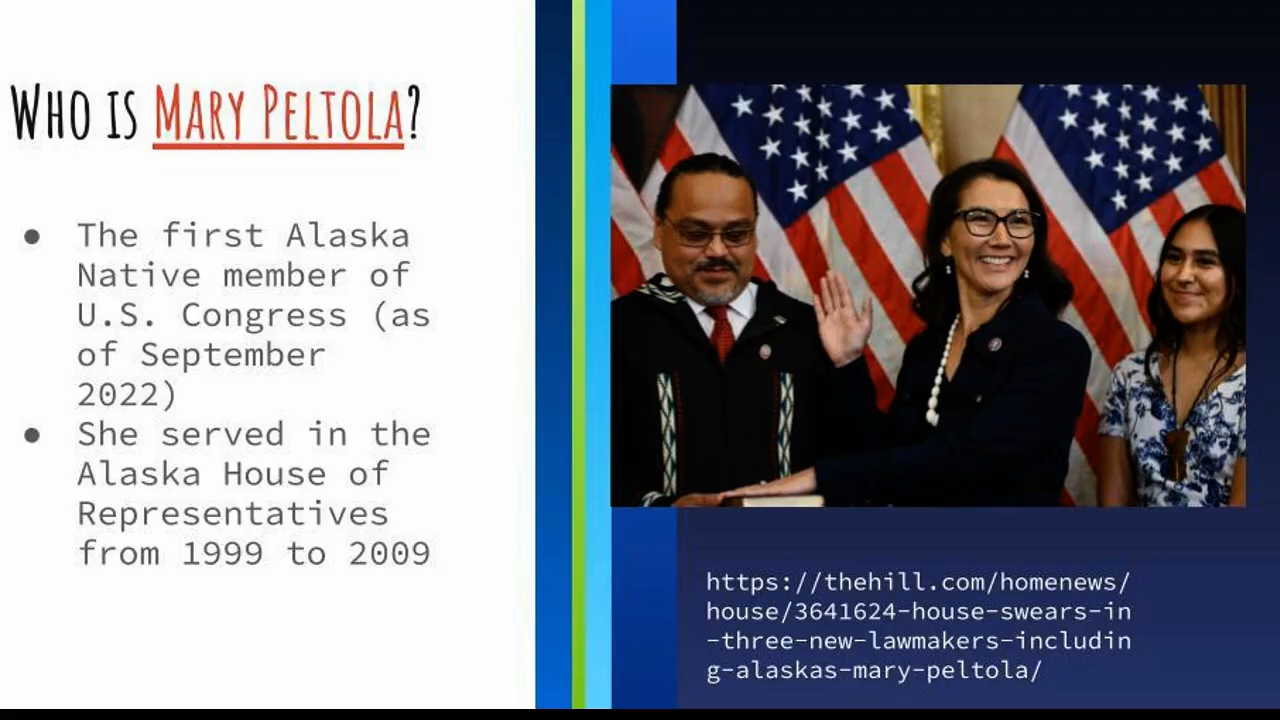 Who is Mary Peltola?
● The first Alaska
Native member of
U.S. Congress (as
of September
2022)
● She served in the
Alaska House of
Representatives
from 1999 to 2009
https://thehill.com/homenews/
house/3641624-house-swears-in
-three-new-lawmakers-includin
g-alaskas-mary-peltola/